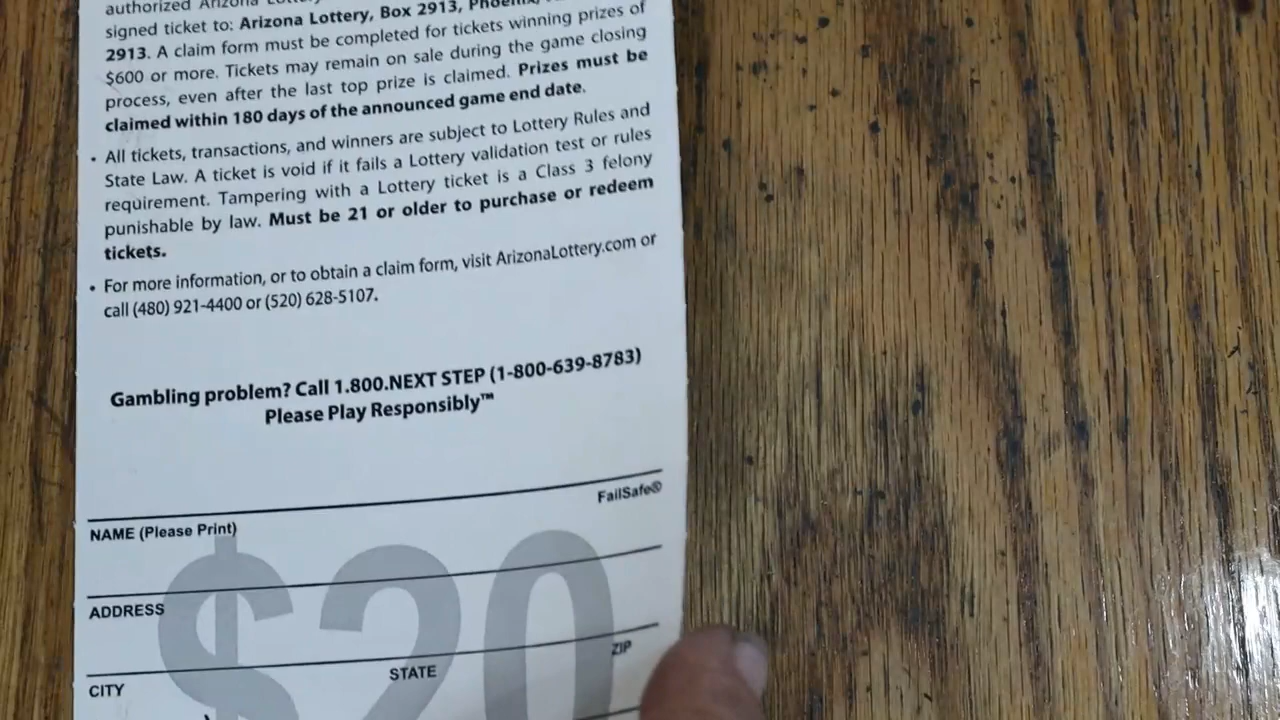 authorized Arizona
signed ticket to: Arizona Lottery, Box 2913, Phoenix,
2913. A claim form must be completed for tickets winning prizes of
$600 or more. Tickets may remain on sale during the game closing
process, even after the last top prize is claimed. Prizes must be
claimed within 180 days of the announced game end date.
• All tickets, transactions, and winners are subject to Lottery Rules and
State Law. A ticket is void if it fails a Lottery validation test or rules
requirement. Tampering with a Lottery ticket is a Class 3 felony
punishable by law. Must be 21 or older to purchase or redeem
tickets.
• For more information, or to obtain a claim form, visit ArizonaLottery.com or
call (480) 921-4400 or (520) 628-5107.
Gambling problem? Call 1.800.NEXT STEP (1-800-639-8783)
Please Play Responsibly™
FailSafe®
NAME (Please Print)
$20
ADDRESS
CITY STATE ZIP